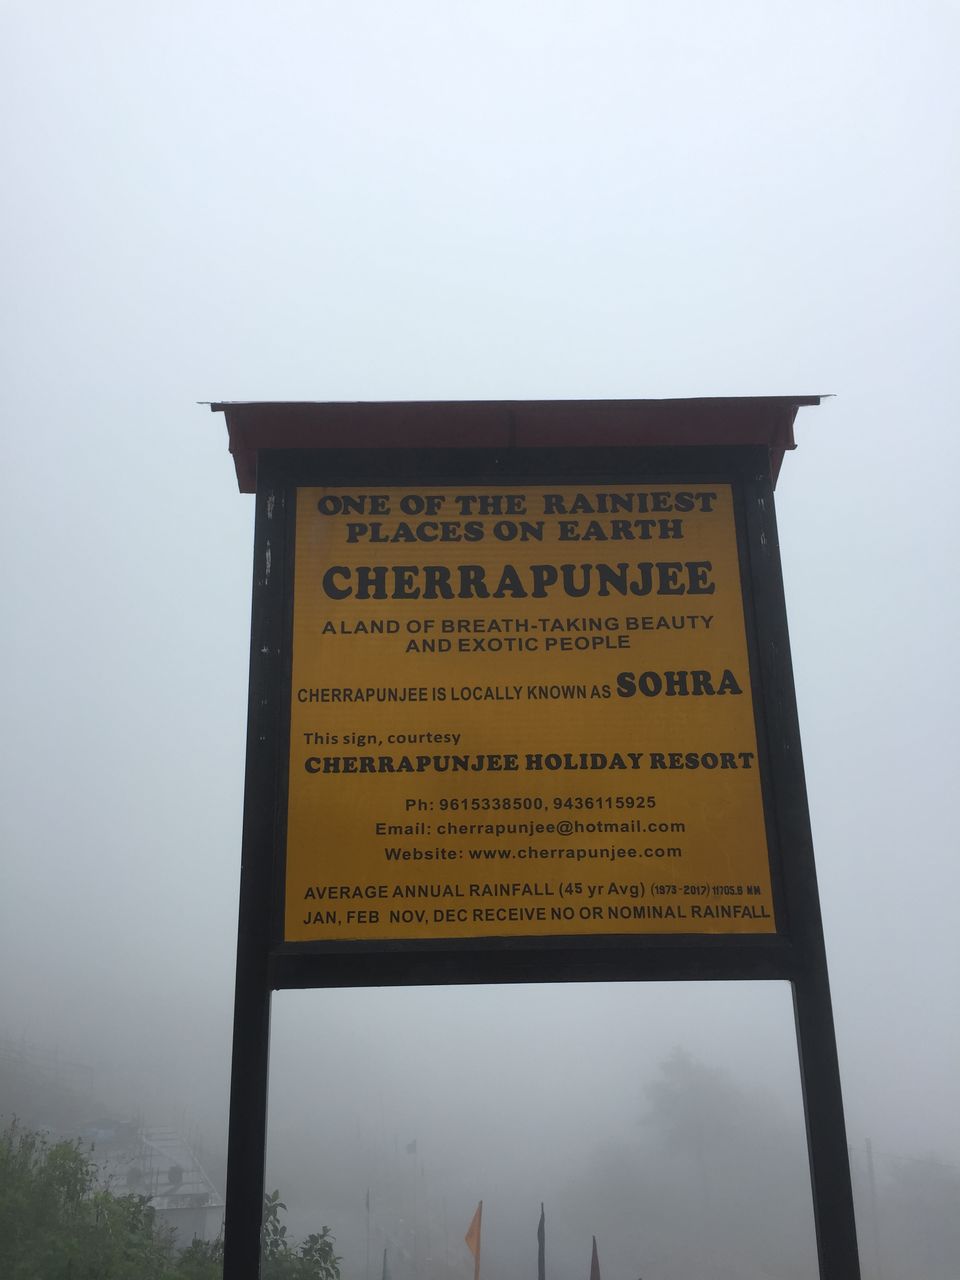 ONE OF THE RAINIEST
PLACES ON EARTH
CHERRAPUNJEE
A LAND OF BREATH-TAKING BEAUTY
AND EXOTIC PEOPLE
CHERRAPUNJEE IS LOCALLY KNOWN AS SOHRA
This sign, courtesy
CHERRAPUNJEE HOLIDAY RESORT
Ph: 9615338500, 9436115925
Email: cherrapunjee@hotmail.com
Website: www.cherrapunjee.com
AVERAGE ANNUAL RAINFALL (45 yr Avg) (1973-2017) 11705.8 MM
JAN, FEB NOV, DEC RECEIVE NO OR NOMINAL RAINFALL